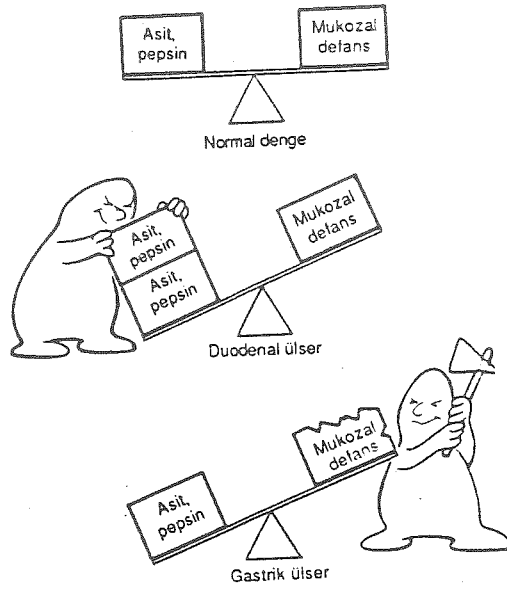 Asit,
pepsin
Mukozal
defans
Normal denge
Asit,
pepsin
Asit,
pepsin
Mukozal
defans
Duodenal ülser
Asit,
pepsin
Mukozal
defans
Gastrik ülser